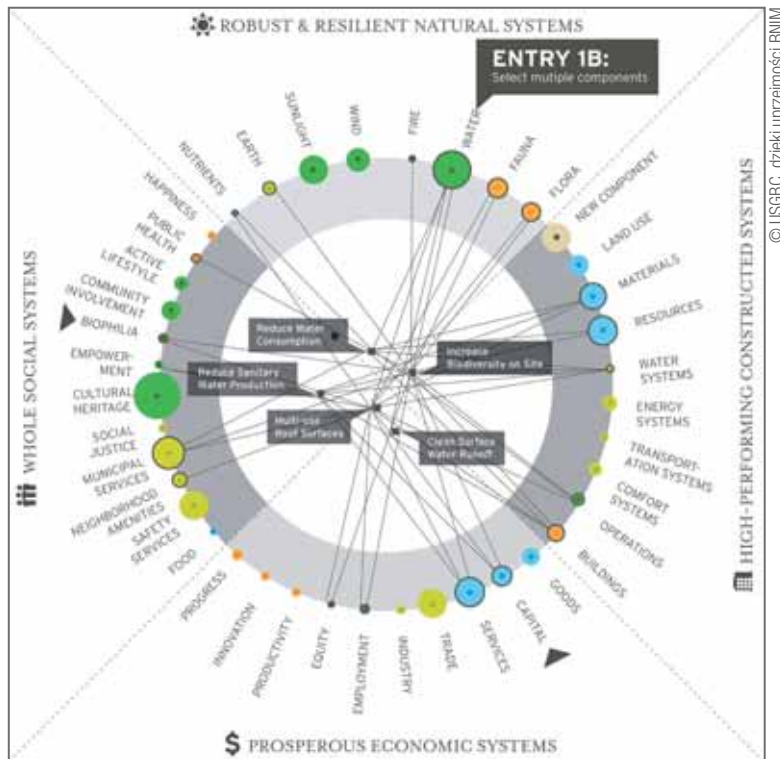 ROBUST & RESILIENT NATURAL SYSTEMS
ENTRY 1B:
Select mutiple components
© USGBC, dzięki uprzejmości BNIM
NUTRIENTS
EARTH
SUNLIGHT
WIND
FIRE
WATER
FAUNA
FLORA
NEW COMPONENT
LAND USE
MATERIALS
RESOURCES
WATER
SYSTEMS
ENERGY
SYSTEMS
TRANSPORT-
ATION SYSTEMS
COMFORT
SYSTEMS
OPERATIONS
BUILDINGS
GOODS
CAPITAL
SERVICES
TRADE
INDUSTRY
EMPLOYMENT
EQUITY
PRODUCTIVITY
INNOVATION
PROGRESS
FOOD
SAFETY
SERVICES
NEIGHBORHOOD
AMENITIES
MUNICIPAL
SERVICES
SOCIAL
JUSTICE
CULTURAL
HERITAGE
EMPOWER-
MENT
BIOPHILIA
COMMUNITY
INVOLVEMENT
ACTIVE
LIFESTYLE
PUBLIC
HEALTH
HAPPINESS
Reduce Water
Consumption
Increase
Biodiversity on Site
Reduce Sanitary
Water Production
Multi-use
Roof Surfaces
Clean Surface
Water Runoff
WHOLE SOCIAL SYSTEMS
HIGH-PERFORMING CONSTRUCTED SYSTEMS
$ PROSPEROUS ECONOMIC SYSTEMS